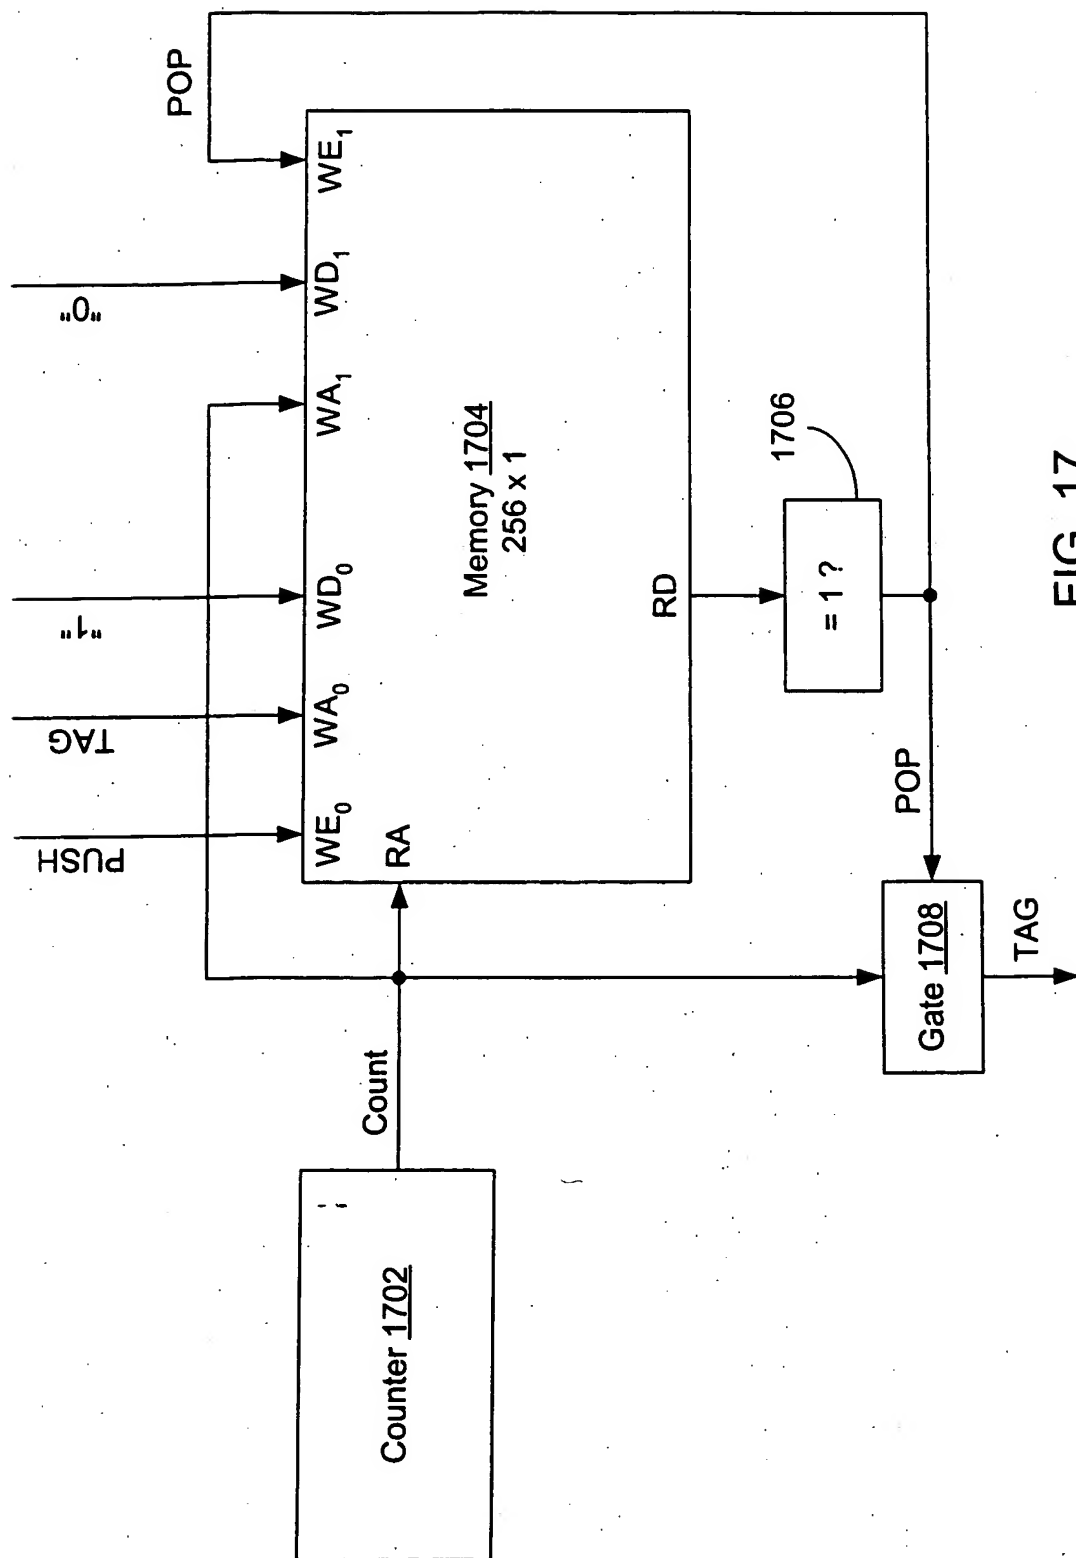 POP
PUSH
TAG
"1"
"0"
WE0
WA0
WD0
WA1
WD1
WE1
RA
Memory 1704
256 x 1
RD
Count
Counter 1702
= 1 ?
1706
POP
Gate 1708
TAG
FIG. 17